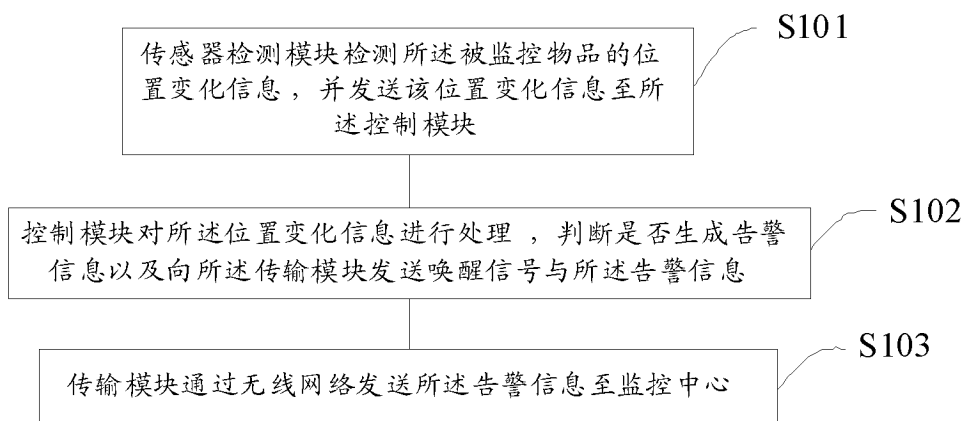 S101
传感器检测模块检测所述被监控物品的位
置变化信息，并发送该位置变化信息至所
述控制模块
S102
控制模块对所述位置变化信息进行处理，判断是否生成告警
信息以及向所述传输模块发送唤醒信号与所述告警信息
S103
传输模块通过无线网络发送所述告警信息至监控中心